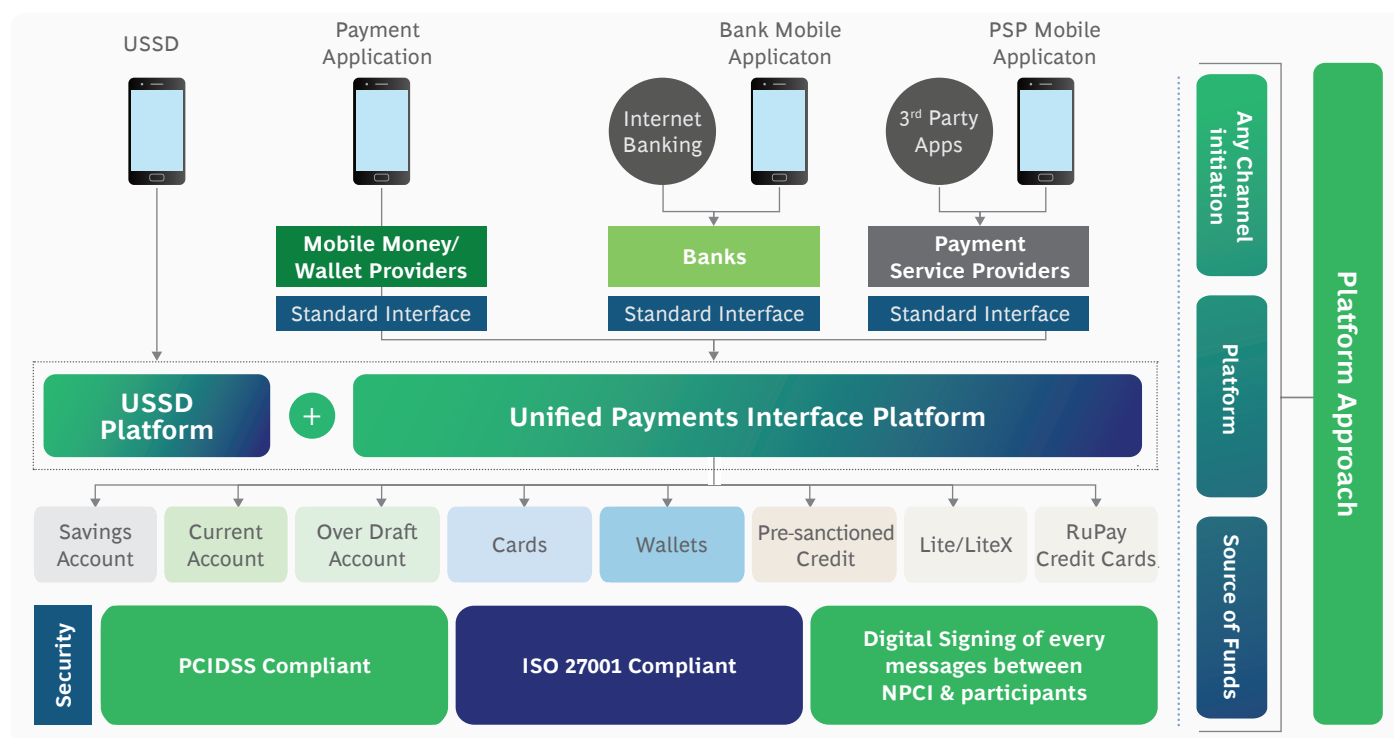 USSD
Payment
Application
Bank Mobile
Applicaton
PSP Mobile
Applicaton
Internet
Banking
3rd Party
Apps
Mobile Money/
Wallet Providers
Banks
Payment
Service Providers
Standard Interface
Standard Interface
Standard Interface
USSD
Platform
+
Unified Payments Interface Platform
Savings
Account
Current
Account
Over Draft
Account
Cards
Wallets
Pre-sanctioned
Credit
Lite/LiteX
RuPay
Credit Cards
Security
PCIDSS Compliant
ISO 27001 Compliant
Digital Signing of every
messages between
NPCI & participants
Any Channel
initiation
Platform
Source of Funds
Platform Approach